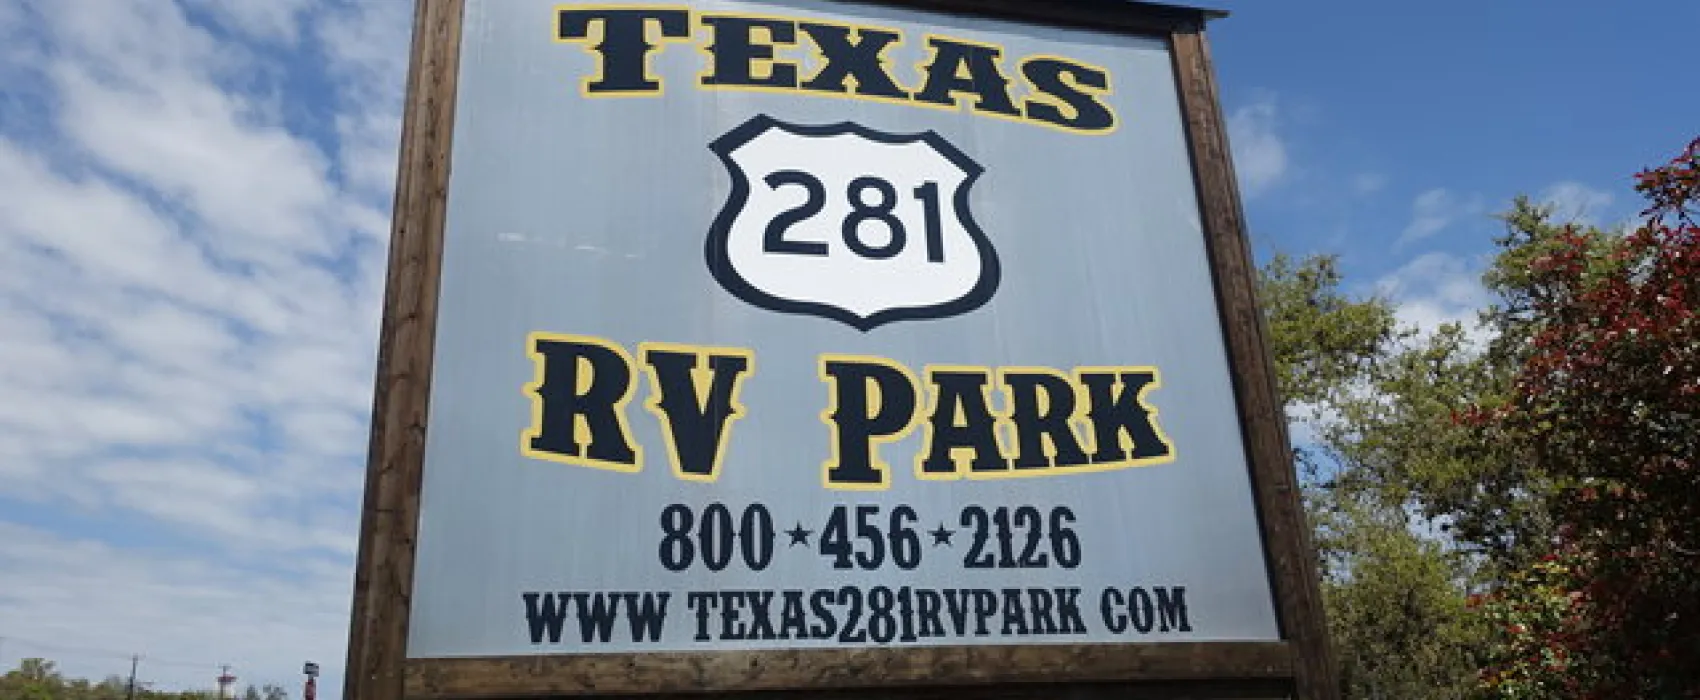 TEXAS
281
RV PARK
800★456★2126
WWW TEXAS281RVPARK COM